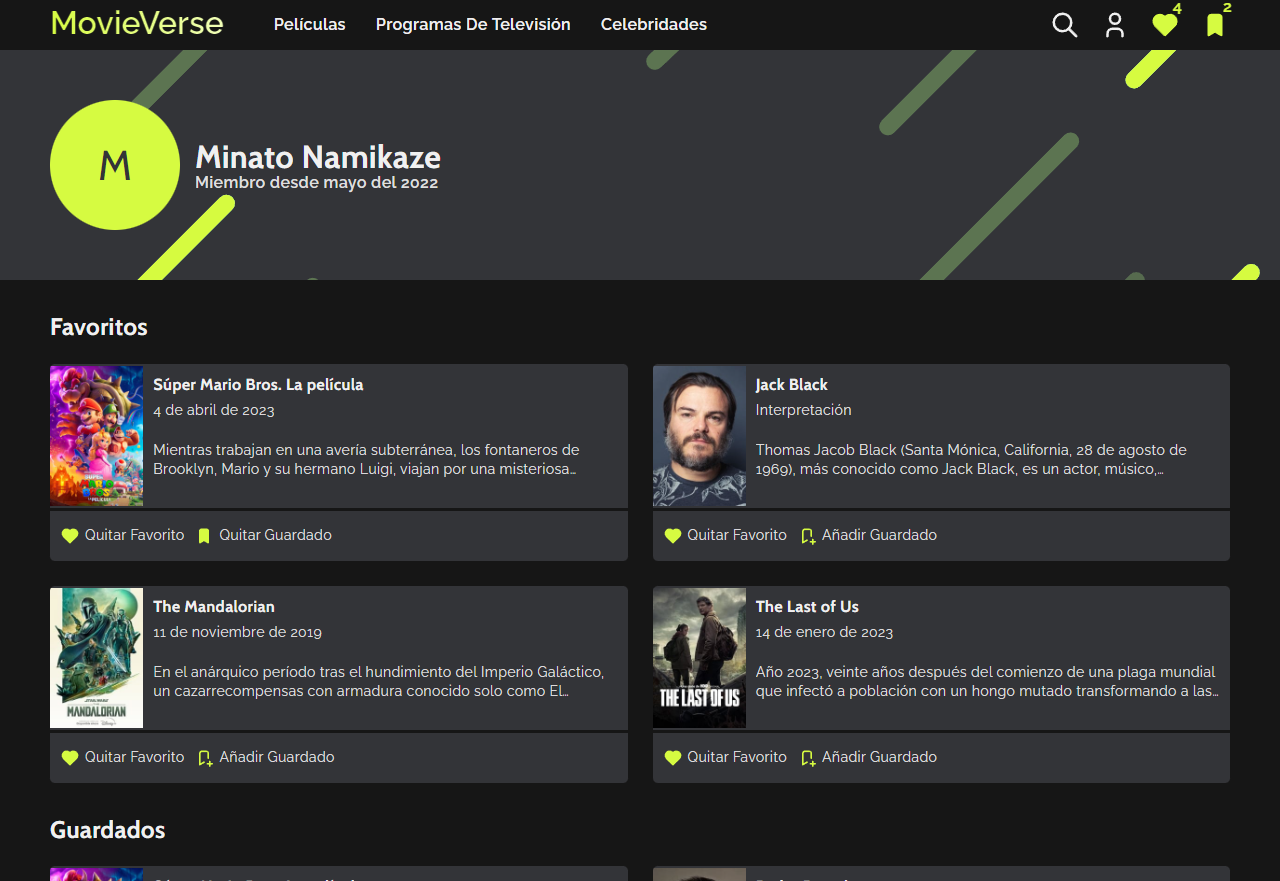 MovieVerse
Películas
Programas De Televisión
Celebridades
4
2
M
Minato Namikaze
Miembro desde mayo del 2022
Favoritos
Súper Mario Bros. La película
4 de abril de 2023
Mientras trabajan en una avería subterránea, los fontaneros de
Brooklyn, Mario y su hermano Luigi, viajan por una misteriosa...
Quitar Favorito
Quitar Guardado
Jack Black
Interpretación
Thomas Jacob Black (Santa Mónica, California, 28 de agosto de
1969), más conocido como Jack Black, es un actor, músico,...
Quitar Favorito
Añadir Guardado
MANDALORIAN
The Mandalorian
11 de noviembre de 2019
En el anárquico período tras el hundimiento del Imperio Galáctico,
un cazarrecompensas con armadura conocido solo como El...
Quitar Favorito
Añadir Guardado
THE LAST OF US
The Last of Us
14 de enero de 2023
Año 2023, veinte años después del comienzo de una plaga mundial
que infectó a población con un hongo mutado transformando a las...
Quitar Favorito
Añadir Guardado
Guardados